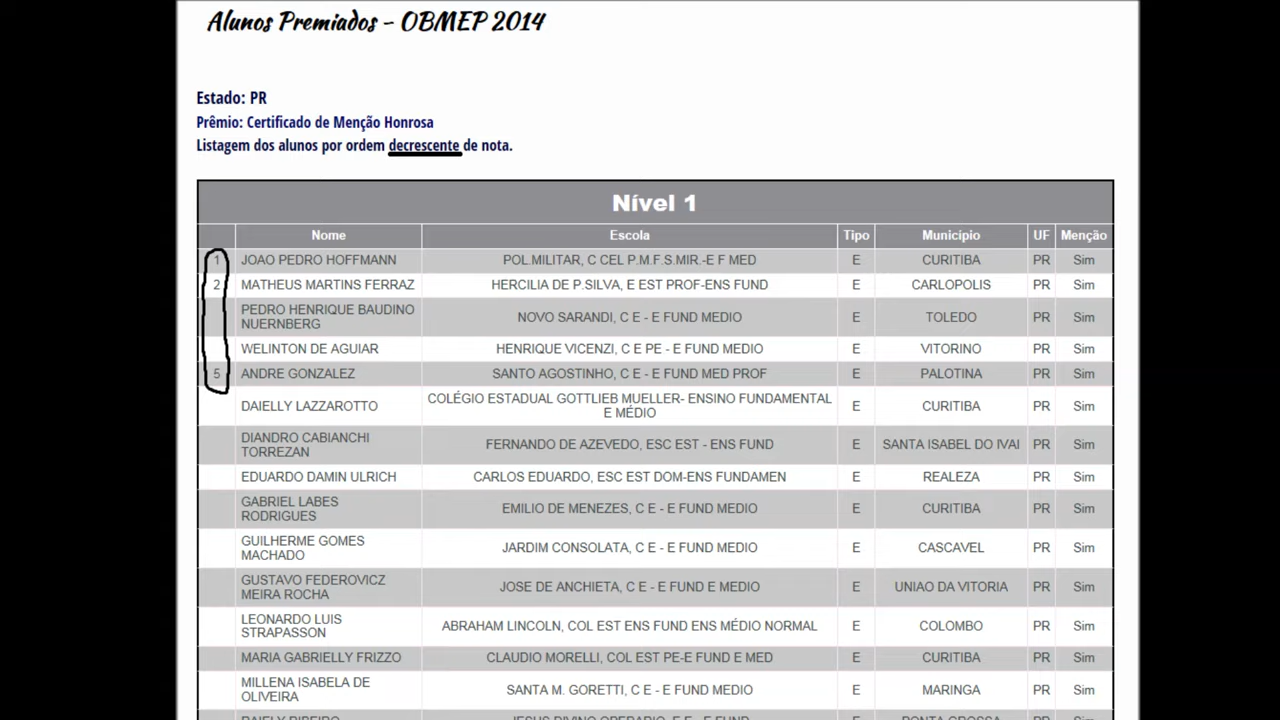 Alunos Premiados - OBMEP 2014
Estado: PR
Prêmio: Certificado de Menção Honrosa
Listagem dos alunos por ordem decrescente de nota.
Nível 1
Nome Escola Tipo Município UF Menção
1 JOAO PEDRO HOFFMANN POL.MILITAR, C CEL P.M.F.S.MIR.-E F MED E CURITIBA PR Sim
2 MATHEUS MARTINS FERRAZ HERCILIA DE P.SILVA, E EST PROF-ENS FUND E CARLOPOLIS PR Sim
PEDRO HENRIQUE BAUDINO
NUERNBERG NOVO SARANDI, C E - E FUND MEDIO E TOLEDO PR Sim
WELINTON DE AGUIAR HENRIQUE VICENZI, C E PE - E FUND MEDIO E VITORINO PR Sim
5 ANDRE GONZALEZ SANTO AGOSTINHO, C E - E FUND MED PROF E PALOTINA PR Sim
DAIELLY LAZZAROTTO COLÉGIO ESTADUAL GOTTLIEB MUELLER- ENSINO FUNDAMENTAL
E MÉDIO E CURITIBA PR Sim
DIANDRO CABIANCHI
TORREZAN FERNANDO DE AZEVEDO, ESC EST - ENS FUND E SANTA ISABEL DO IVAI PR Sim
EDUARDO DAMIN ULRICH CARLOS EDUARDO, ESC EST DOM-ENS FUNDAMEN E REALEZA PR Sim
GABRIEL LABES
RODRIGUES EMILIO DE MENEZES, C E - E FUND MEDIO E CURITIBA PR Sim
GUILHERME GOMES
MACHADO JARDIM CONSOLATA, C E - E FUND MEDIO E CASCAVEL PR Sim
GUSTAVO FEDEROVICZ
MEIRA ROCHA JOSE DE ANCHIETA, C E - E FUND E MEDIO E UNIAO DA VITORIA PR Sim
LEONARDO LUIS
STRAPASSON ABRAHAM LINCOLN, COL EST ENS FUND ENS MÉDIO NORMAL E COLOMBO PR Sim
MARIA GABRIELLY FRIZZO CLAUDIO MORELLI, COL EST PE-E FUND E MED E CURITIBA PR Sim
MILLENA ISABELA DE
OLIVEIRA SANTA M. GORETTI, C E - E FUND MEDIO E MARINGA PR Sim